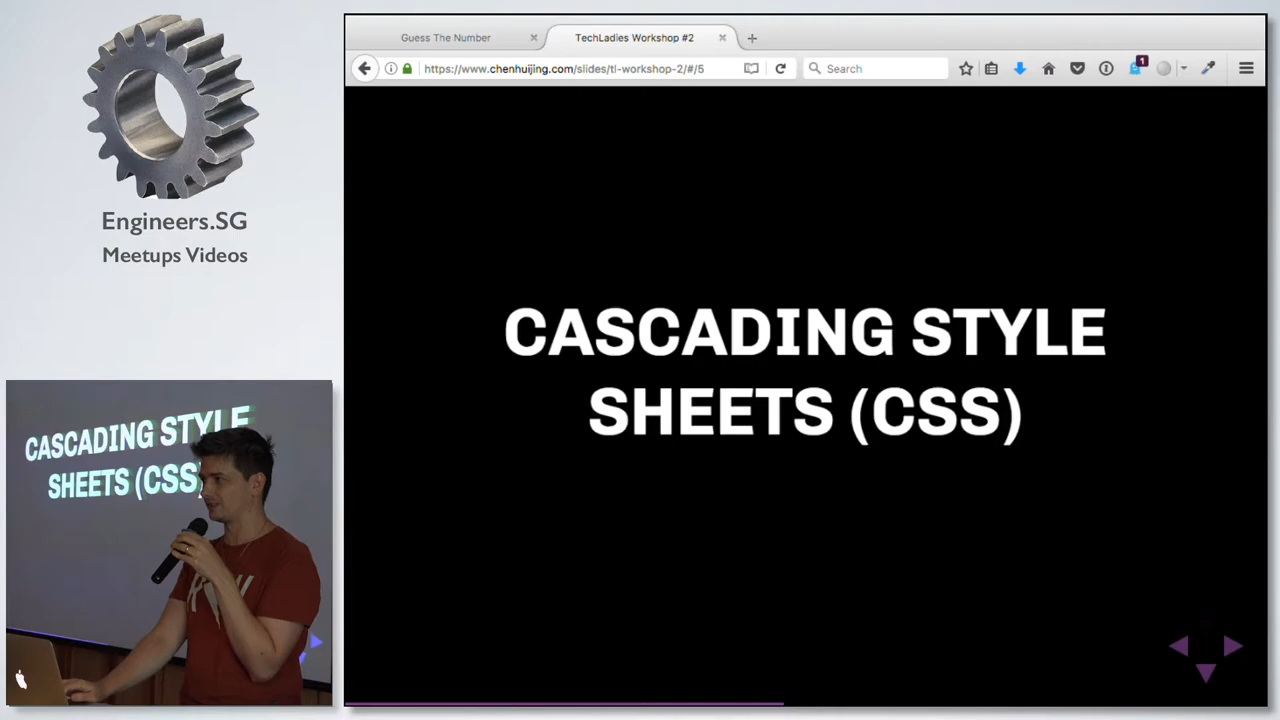 Engineers.SG
Meetups Videos
CASCADING STYLE
SHEETS (CSS)
Guess The Number
TechLadies Workshop #2
https://www.chenhuijing.com/slides/tl-workshop-2/#/5
Search
1
CASCADING STYLE
SHEETS (CSS)